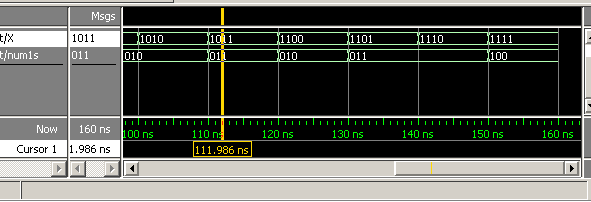 Msgs
t/X 1011 1010 1011 1100 1101 1110 1111
t/num1s 011 010 011 010 011 100
Now 160 ns 100 ns 110 ns 120 ns 130 ns 140 ns 150 ns 160 ns
Cursor 1 1.986 ns 111.986 ns